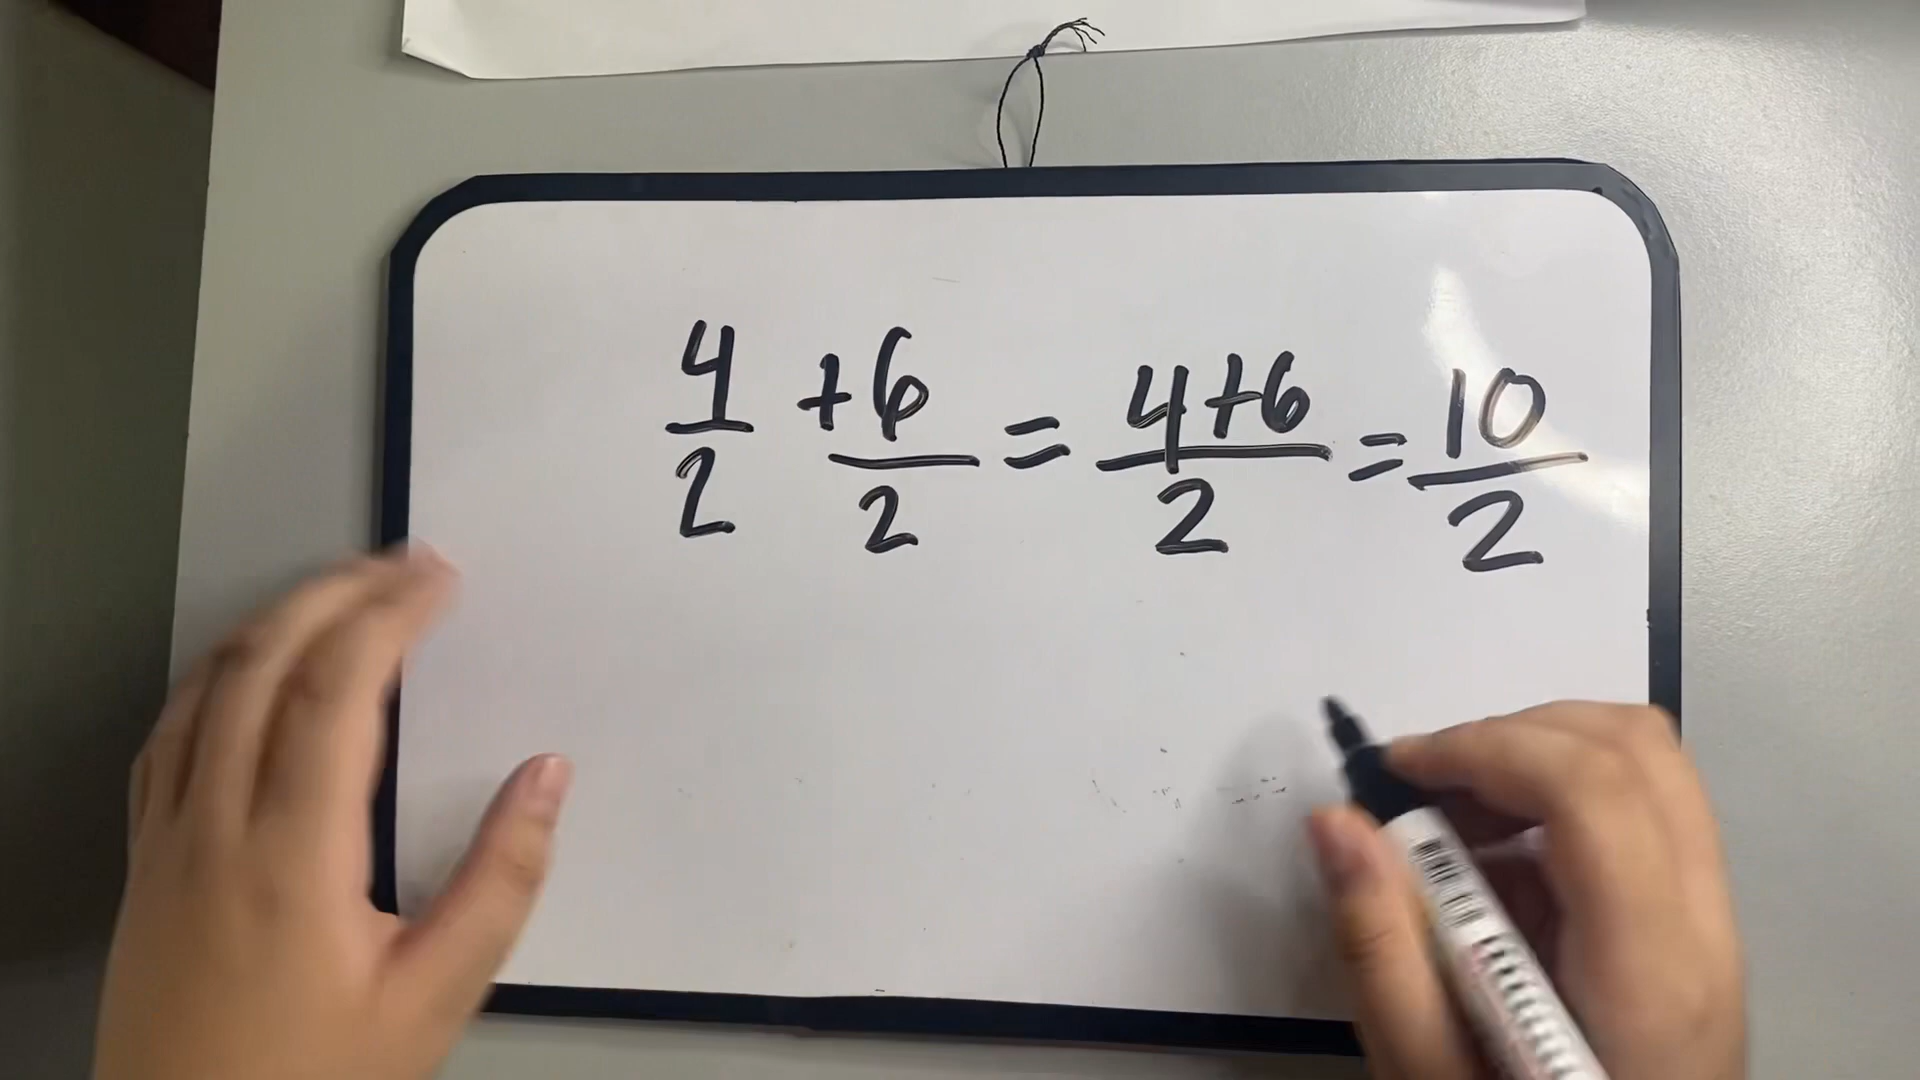 4/2 + 6/2 = 4+6/2 = 10/2